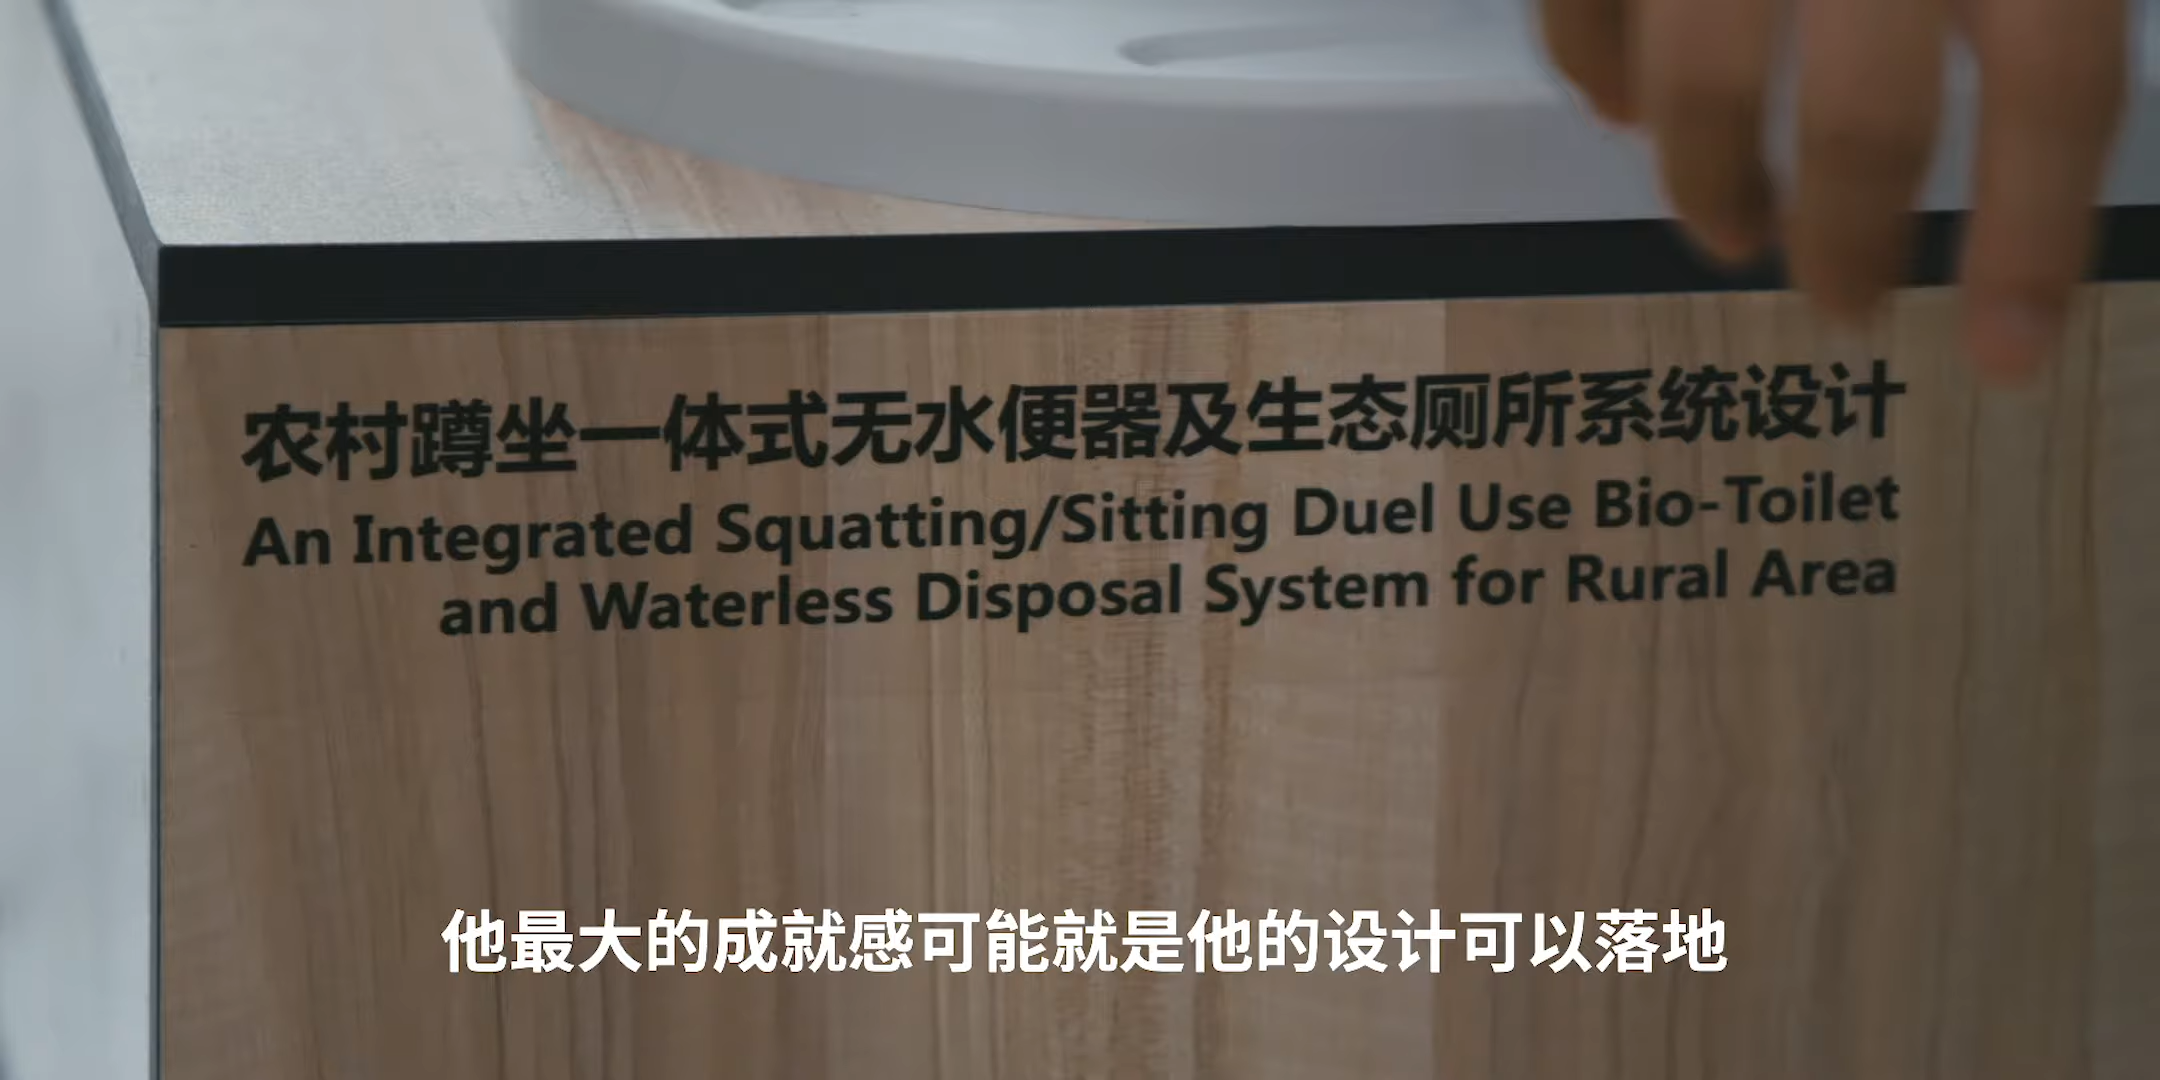 农村蹲坐一体式无水便器及生态厕所系统设计
An Integrated Squatting/Sitting Duel Use Bio-Toilet
and Waterless Disposal System for Rural Area
他最大的成就感可能就是他的设计可以落地